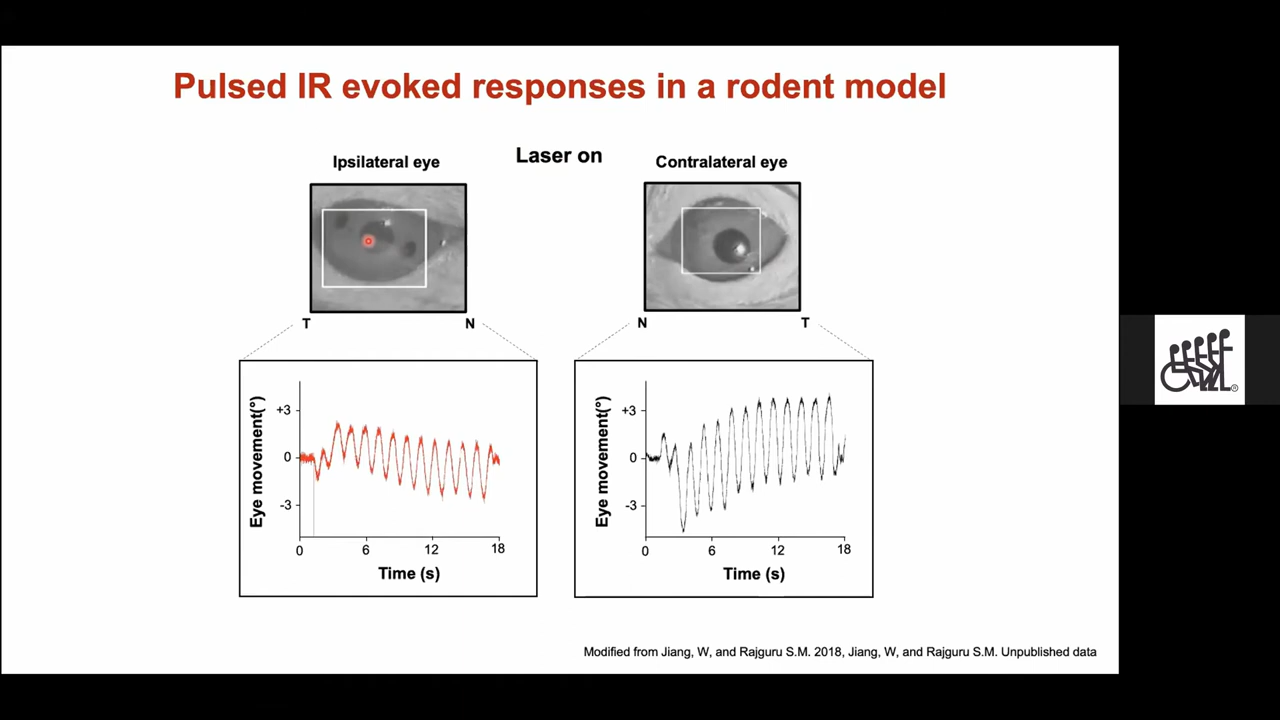 Pulsed IR evoked responses in a rodent model
Ipsilateral eye
Laser on
Contralateral eye
T
N
N
T
Eye movement(°)
+3
0
-3
0
6
12
18
Time (s)
Eye movement(°)
+3
0
-3
0
6
12
18
Time (s)
Modified from Jiang, W, and Rajguru S.M. 2018, Jiang, W, and Rajguru S.M. Unpublished data